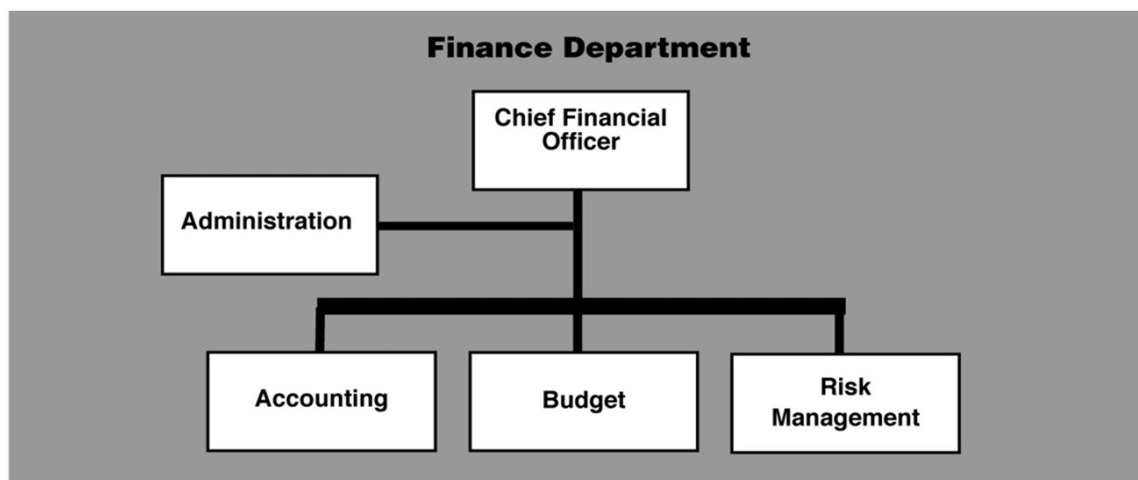 Finance Department
Chief Financial
Officer
Administration
Accounting
Budget
Risk
Management